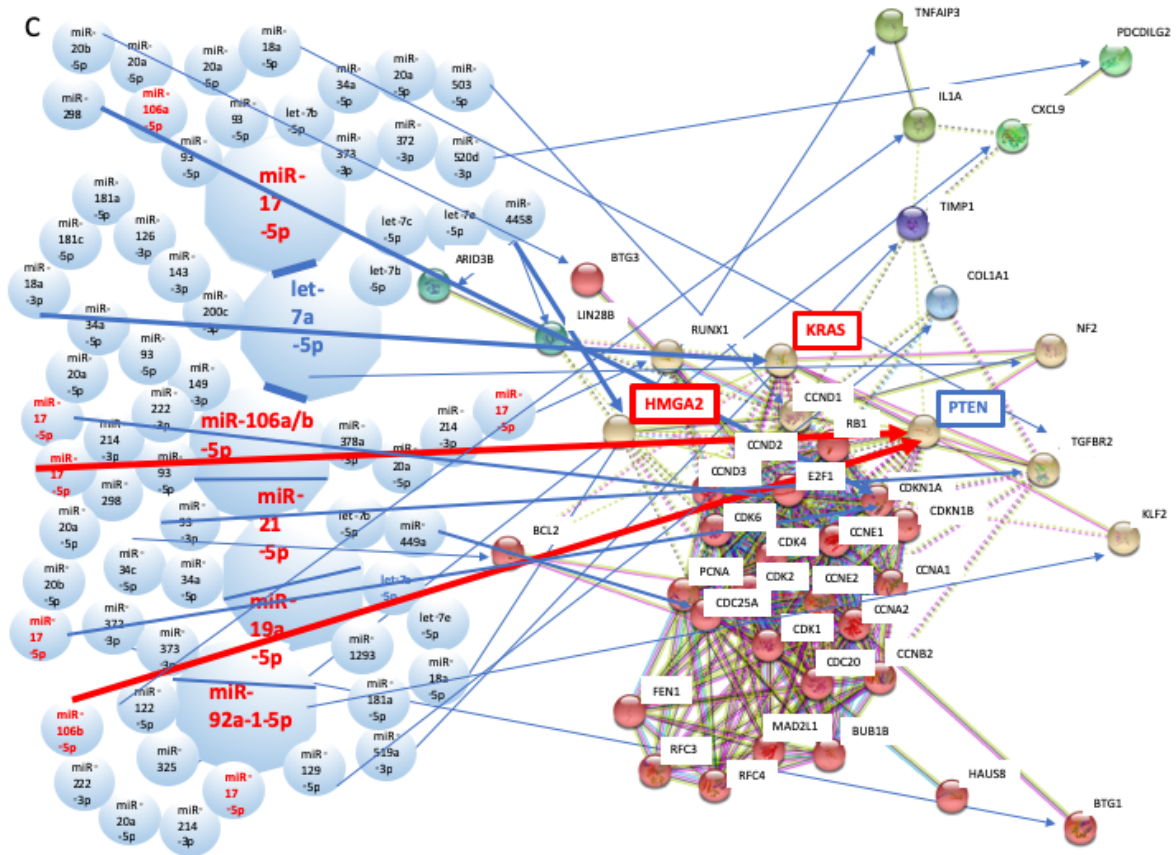 C
miR-
20b
-5p
miR-
20a
-5p
miR-
20a
-5p
miR-
18a
-5p
miR-
34a
-5p
miR-
20a
-5p
miR-
503
-5p
miR-
298
miR-
106a
-5p
miR-
93
-5p
let-7b
-5p
miR-
373
-3p
miR-
372
-3p
miR-
520d
-3p
miR-
93
-5p
miR-
17
-5p
miR-
181a
-5p
miR-
181c
-5p
miR-
126
-3p
miR-
143
-3p
let-7c
-5p
let-7e
-5p
miR-
4458
let-7b
-5p
miR-
18a
-3p
miR-
200c
let-
7a
-5p
miR-
34a
-5p
miR-
93
-5p
miR-
20a
-5p
miR-
149
-3p
miR-
17
-5p
miR-
222
-3p
miR-106a/b
-5p
miR-
214
-3p
miR-
17
-5p
miR-
93
-5p
miR-
298
miR-
378a
miR-
20a
-5p
miR-
214
-3p
miR-
17
-5p
miR-
20a
-5p
-3p
miR-
21
-5p
let-7b
-5p
miR-
449a
miR-
20b
-5p
miR-
34c
-5p
miR-
34a
-5p
-5p
let-7e
-5p
miR-
17
-5p
miR-
-3p
miR-
373
-3p
miR-
19a
-5p
miR-
1293
miR-
18a
-5p
miR-
106b
-5p
miR-
122
-5p
miR-
92a-1-5p
miR-
181a
-5p
miR-
519a
-3p
miR-
325
miR-
129
-5p
miR-
222
-3p
miR-
20a
-5p
miR-
214
-3p
miR-
17
-5p
TNFAIP3
PDCDILG2
IL1A
CXCL9
TIMP1
COL1A1
ARID3B
BTG3
LIN28B
RUNX1
KRAS
NF2
HMGA2
CCND1
PTEN
RB1
CCND2
TGFBR2
CCND3
E2F1
CDKN1A
CDK6
CDKN1B
BCL2
CDK4
CCNE1
KLF2
PCNA
CDK2
CCNE2
CCNA1
CDC25A
CCNA2
CDK1
CDC20
CCNB2
FEN1
MAD2L1
BUB1B
RFC3
RFC4
HAUS8
BTG1